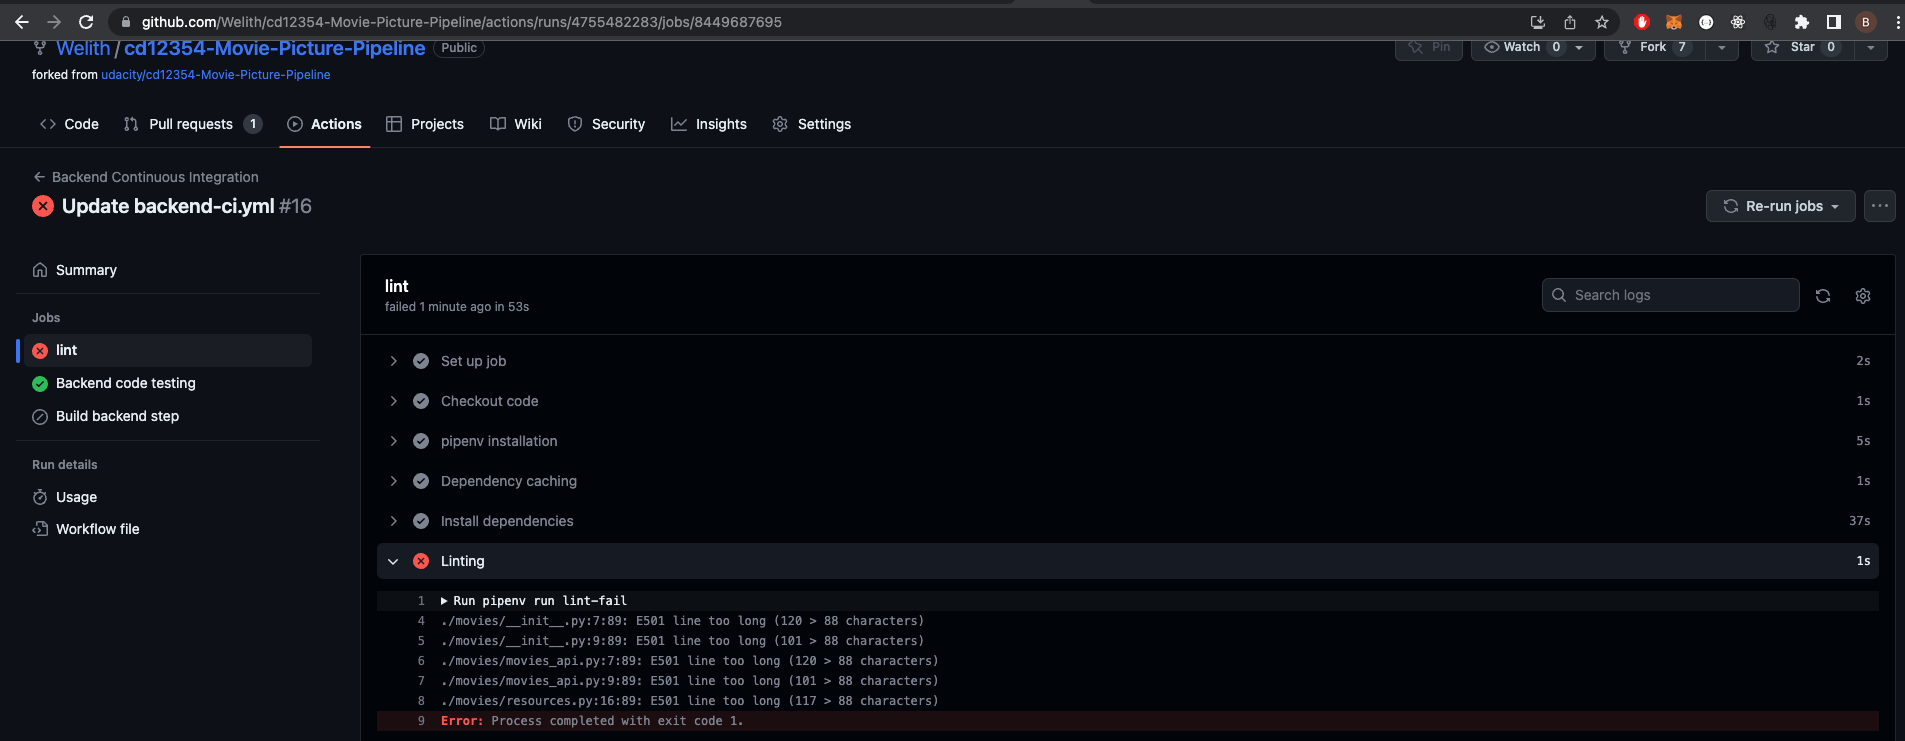 github.com/Welith/cd12354-Movie-Picture-Pipeline/actions/runs/4755482283/jobs/8449687695
B
Welith / cd12354-Movie-Picture-Pipeline Public
Pin Watch 0 Fork 7 Star 0
forked from udacity/cd12354-Movie-Picture-Pipeline
Code Pull requests 1 Actions Projects Wiki Security Insights Settings
Backend Continuous Integration
Update backend-ci.yml #16
Re-run jobs
Summary
Jobs
lint
Backend code testing
Build backend step
Run details
Usage
Workflow file
lint
failed 1 minute ago in 53s
Search logs
Set up job 2s
Checkout code 1s
pipenv installation 5s
Dependency caching 1s
Install dependencies 37s
Linting 1s
1 Run pipenv run lint-fail
4 ./movies/__init__.py:7:89: E501 line too long (120 > 88 characters)
5 ./movies/__init__.py:9:89: E501 line too long (101 > 88 characters)
6 ./movies/movies_api.py:7:89: E501 line too long (120 > 88 characters)
7 ./movies/movies_api.py:9:89: E501 line too long (101 > 88 characters)
8 ./movies/resources.py:16:89: E501 line too long (117 > 88 characters)
9 Error: Process completed with exit code 1.